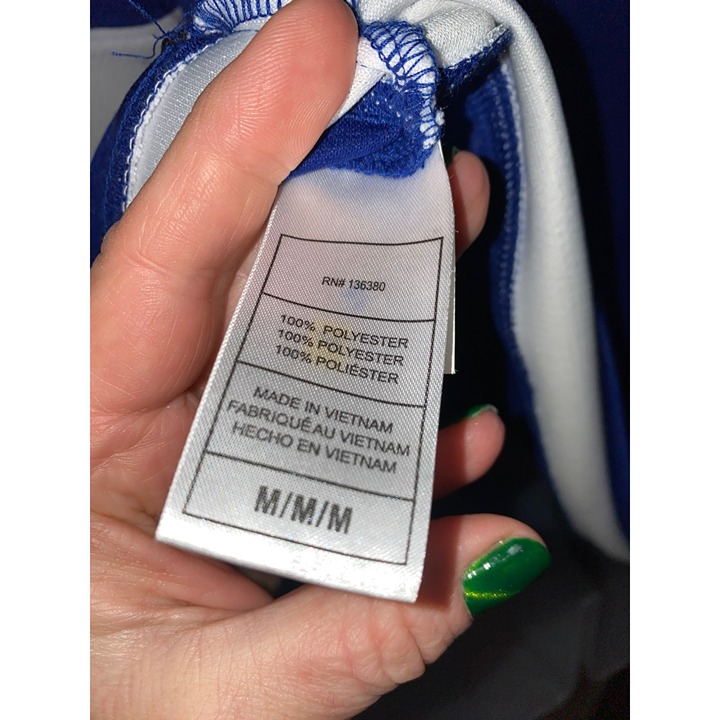 RN# 136380
100% POLYESTER
100% POLYESTER
100% POLIÉSTER
MADE IN VIETNAM
FABRIQUÉ AU VIETNAM
HECHO EN VIETNAM
M/M/M